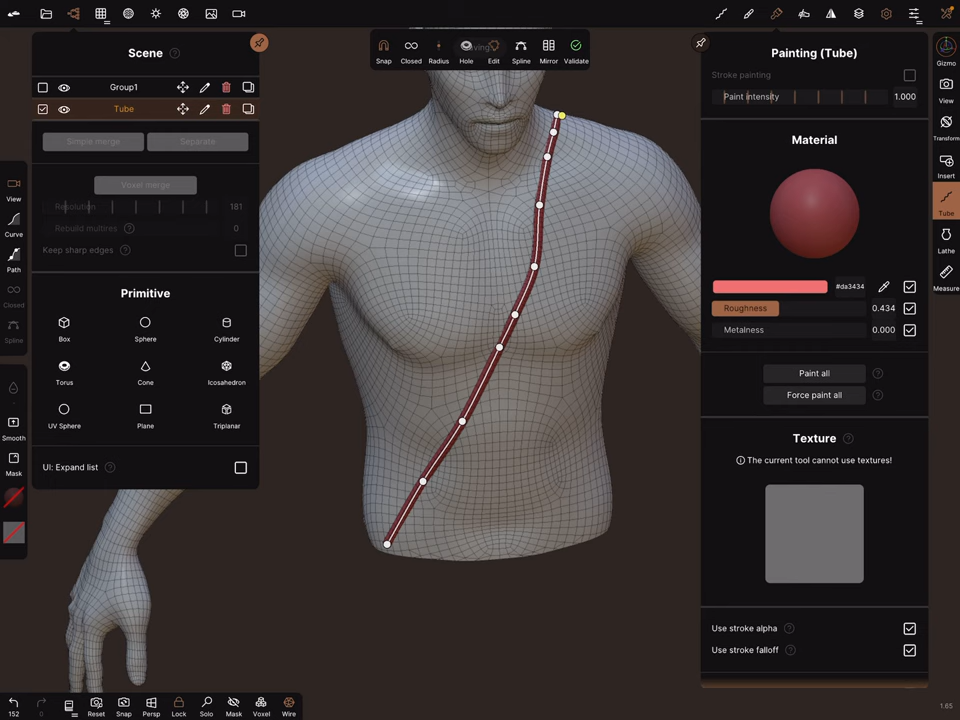 Scene
Group1
Tube
Simple merge
Separate
Voxel merge
Resolution
181
Rebuild multires
0
Keep sharp edges
Primitive
Box
Sphere
Cylinder
Torus
Cone
Icosahedron
UV Sphere
Plane
Triplanar
UI: Expand list
View
Curve
Path
Closed
Spline
Smooth
Mask
Saving
Snap
Closed
Radius
Hole
Edit
Spline
Mirror
Validate
Painting (Tube)
Stroke painting
Paint intensity
1.000
Material
#da3434
Roughness
0.434
Metalness
0.000
Paint all
Force paint all
Texture
The current tool cannot use textures!
Use stroke alpha
Use stroke falloff
Gizmo
View
Transform
Insert
Tube
Lathe
Measure
152
0
Reset
Snap
Persp
Lock
Solo
Mask
Voxel
Wire
1.65